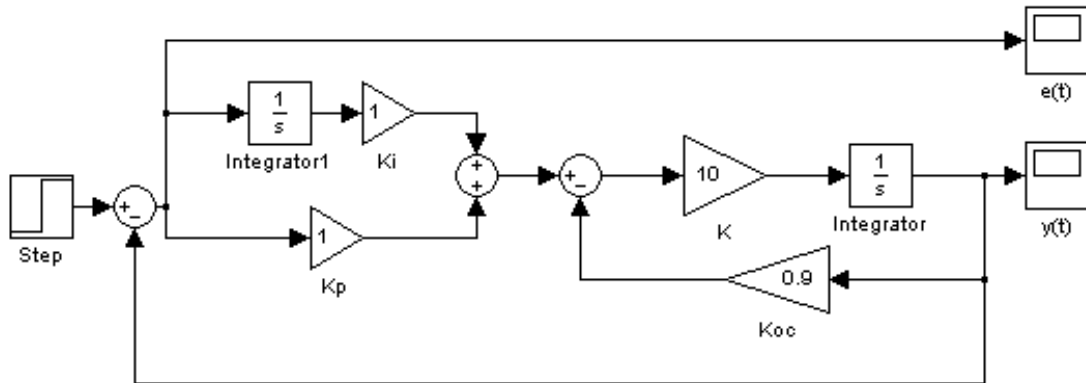 e(t)
1
s
Integrator1
1
Ki
+
−
Step
1
Kp
+
+
+
−
10
K
1
s
Integrator
y(t)
0.9
Koc